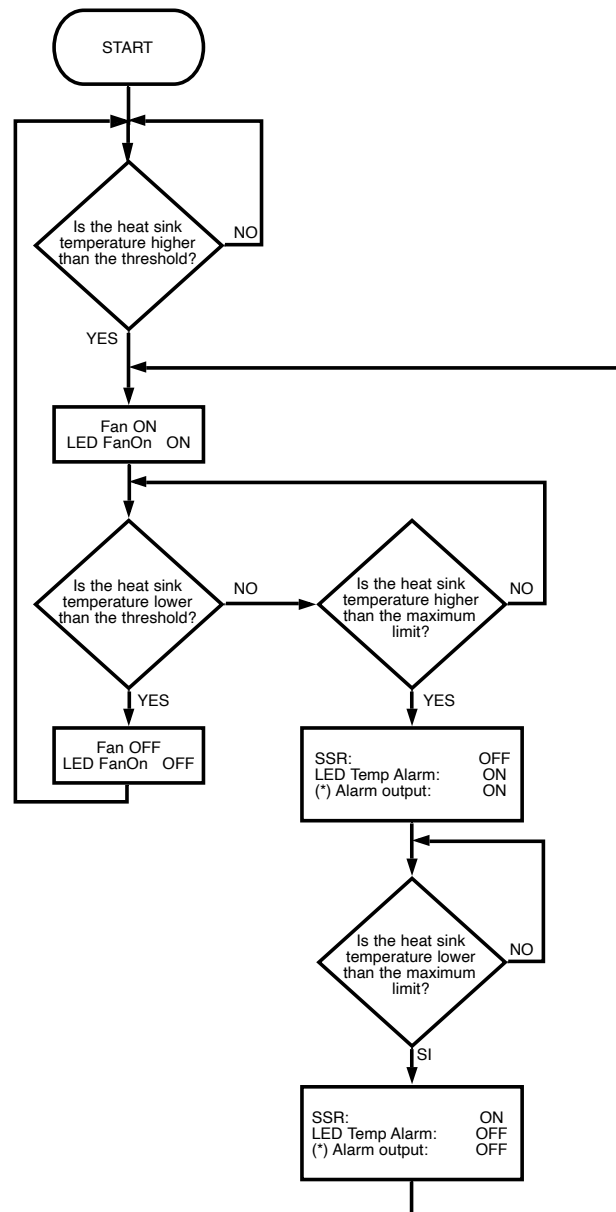 START
Is the heat sink
temperature higher
than the threshold?
NO
YES
Fan ON
LED FanOn ON
Is the heat sink
temperature lower
than the threshold?
NO
Is the heat sink
temperature higher
than the maximum
limit?
NO
YES
YES
Fan OFF
LED FanOn OFF
SSR: OFF
LED Temp Alarm: ON
(*) Alarm output: ON
Is the heat sink
temperature lower
than the maximum
limit?
NO
SI
SSR: ON
LED Temp Alarm: OFF
(*) Alarm output: OFF